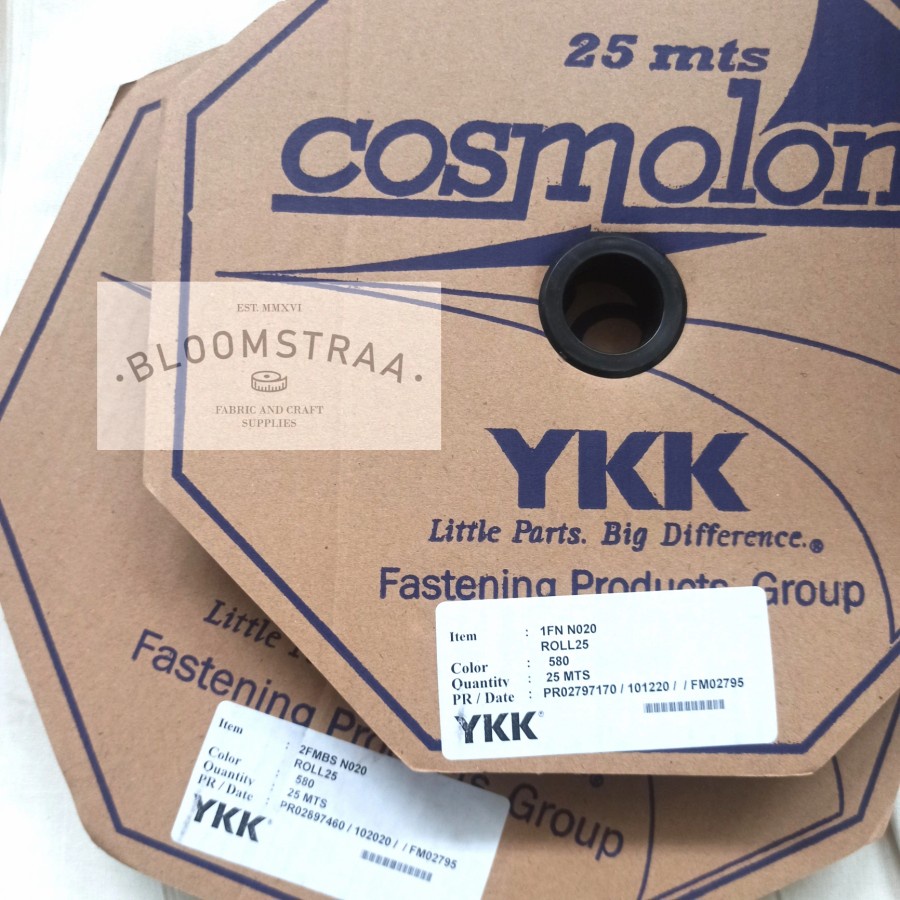 25 mts
cosmolon
EST. MMXVI
·BLOOMSTRAA·
FABRIC AND CRAFT
SUPPLIES
YKK
Little Parts. Big Difference.®
Fastening Products Group
Item : 1FN N020
ROLL25
Color : 580
Quantity : 25 MTS
PR / Date : PR02797170 / 101220 / / FM02795
YKK®
Little
Fastening Products Group
Item : 2FMBS N020
ROLL25
Color : 580
Quantity : 25 MTS
PR / Date : PR02897460 / 102020 / / FM02795
YKK®